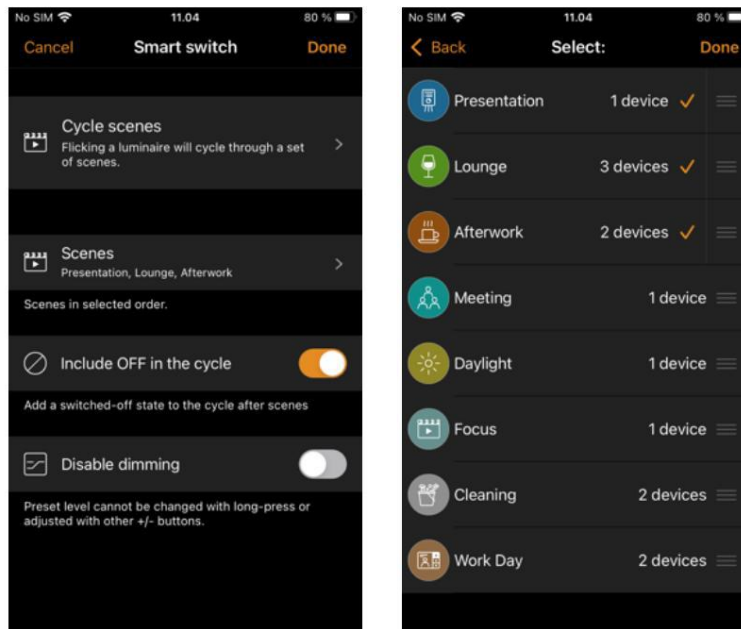 No SIM 11.04 80 %
Cancel Smart switch Done
Cycle scenes
Flicking a luminaire will cycle through a set
of scenes.
Scenes
Presentation, Lounge, Afterwork
Scenes in selected order.
Include OFF in the cycle
Add a switched-off state to the cycle after scenes
Disable dimming
Preset level cannot be changed with long-press or
adjusted with other +/- buttons.
No SIM 11.04 80 %
Back Select: Done
Presentation 1 device
Lounge 3 devices
Afterwork 2 devices
Meeting 1 device
Daylight 1 device
Focus 1 device
Cleaning 2 devices
Work Day 2 devices